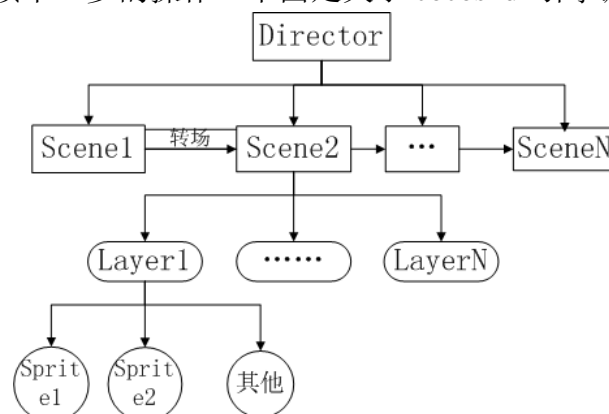 Director
Scene1
转场
Scene2
…
SceneN
Layer1
……
LayerN
Sprit
e1
Sprit
e2
其他